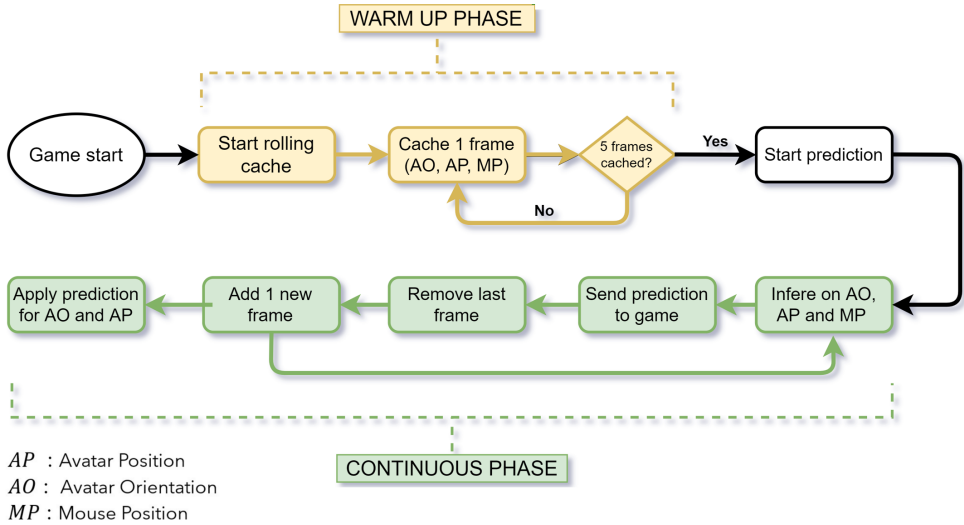 WARM UP PHASE
Game start
Start rolling
cache
Cache 1 frame
(AO, AP, MP)
5 frames
cached?
Yes
Start prediction
No
Apply prediction
for AO and AP
Add 1 new
frame
Remove last
frame
Send prediction
to game
Infere on AO,
AP and MP
CONTINUOUS PHASE
AP : Avatar Position
AO : Avatar Orientation
MP : Mouse Position